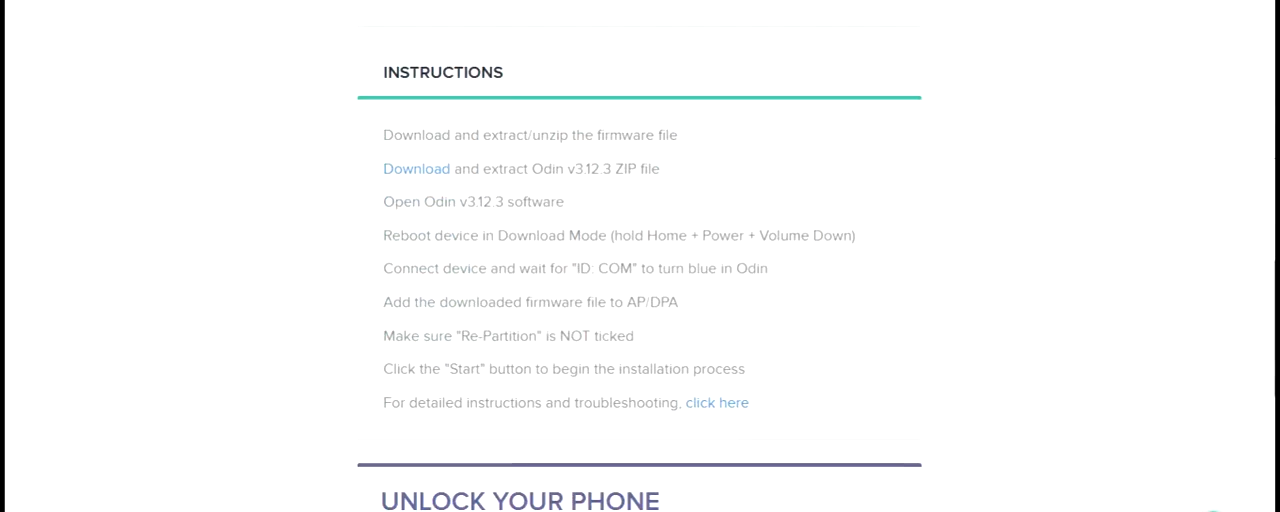 INSTRUCTIONS
Download and extract/unzip the firmware file
Download and extract Odin v3.12.3 ZIP file
Open Odin v3.12.3 software
Reboot device in Download Mode (hold Home + Power + Volume Down)
Connect device and wait for "ID: COM" to turn blue in Odin
Add the downloaded firmware file to AP/DPA
Make sure "Re-Partition" is NOT ticked
Click the "Start" button to begin the installation process
For detailed instructions and troubleshooting, click here
UNLOCK YOUR PHONE